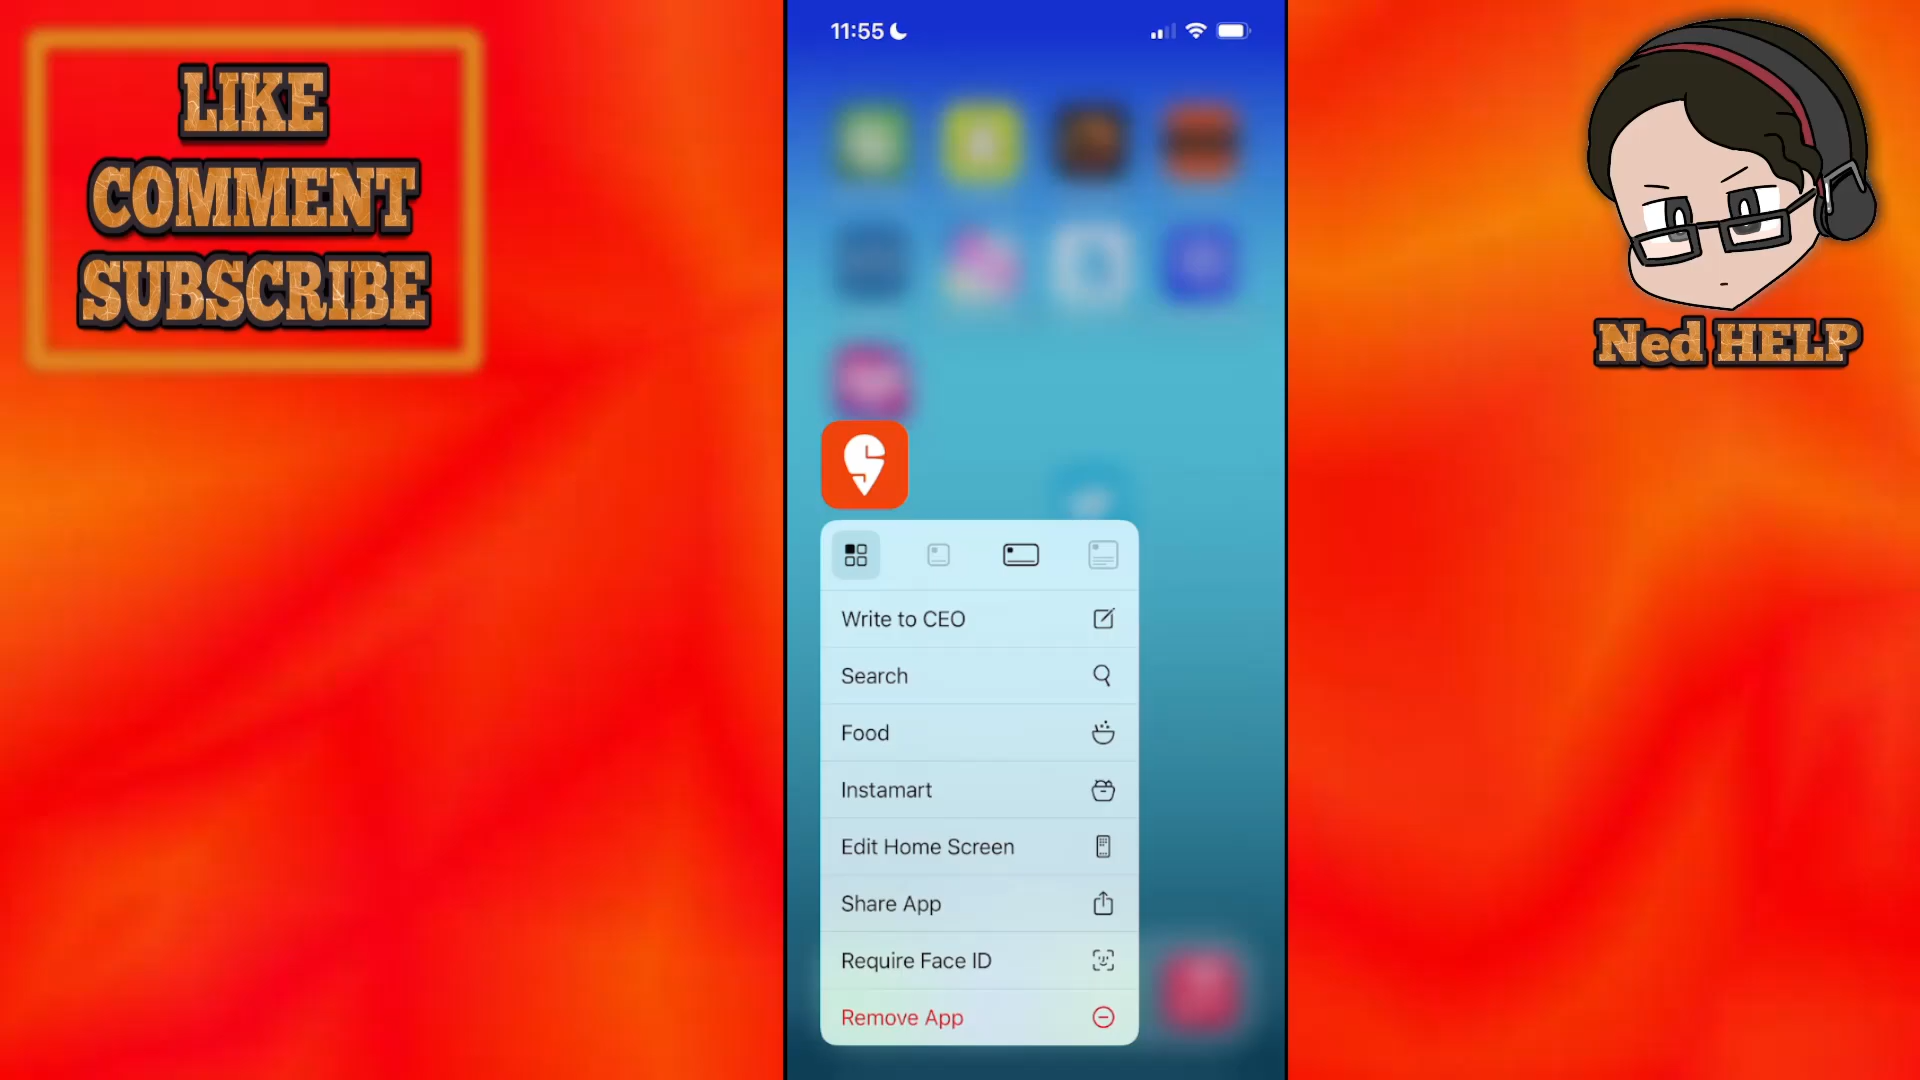 LIKE
COMMENT
SUBSCRIBE
11:55
Write to CEO
Search
Food
Instamart
Edit Home Screen
Share App
Require Face ID
Remove App
Ned HELP